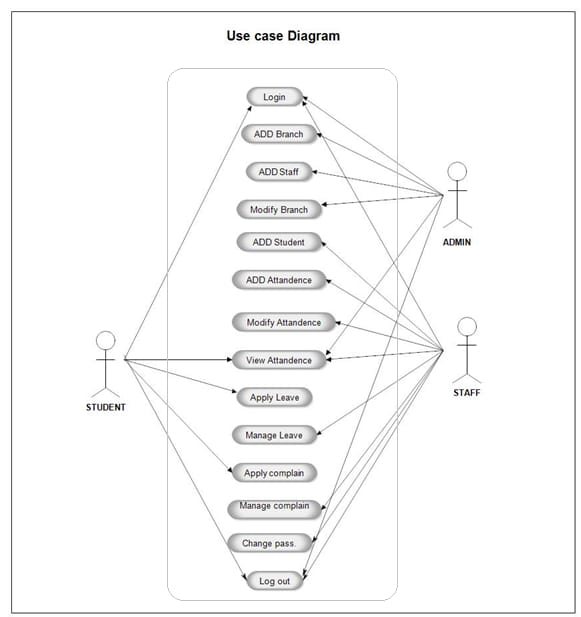 Use case Diagram
Login
ADD Branch
ADD Staff
Modify Branch
ADD Student
ADD Attandence
Modify Attandence
View Attandence
Apply Leave
Manage Leave
Apply complain
Manage complain
Change pass.
Log out
ADMIN
STAFF
STUDENT